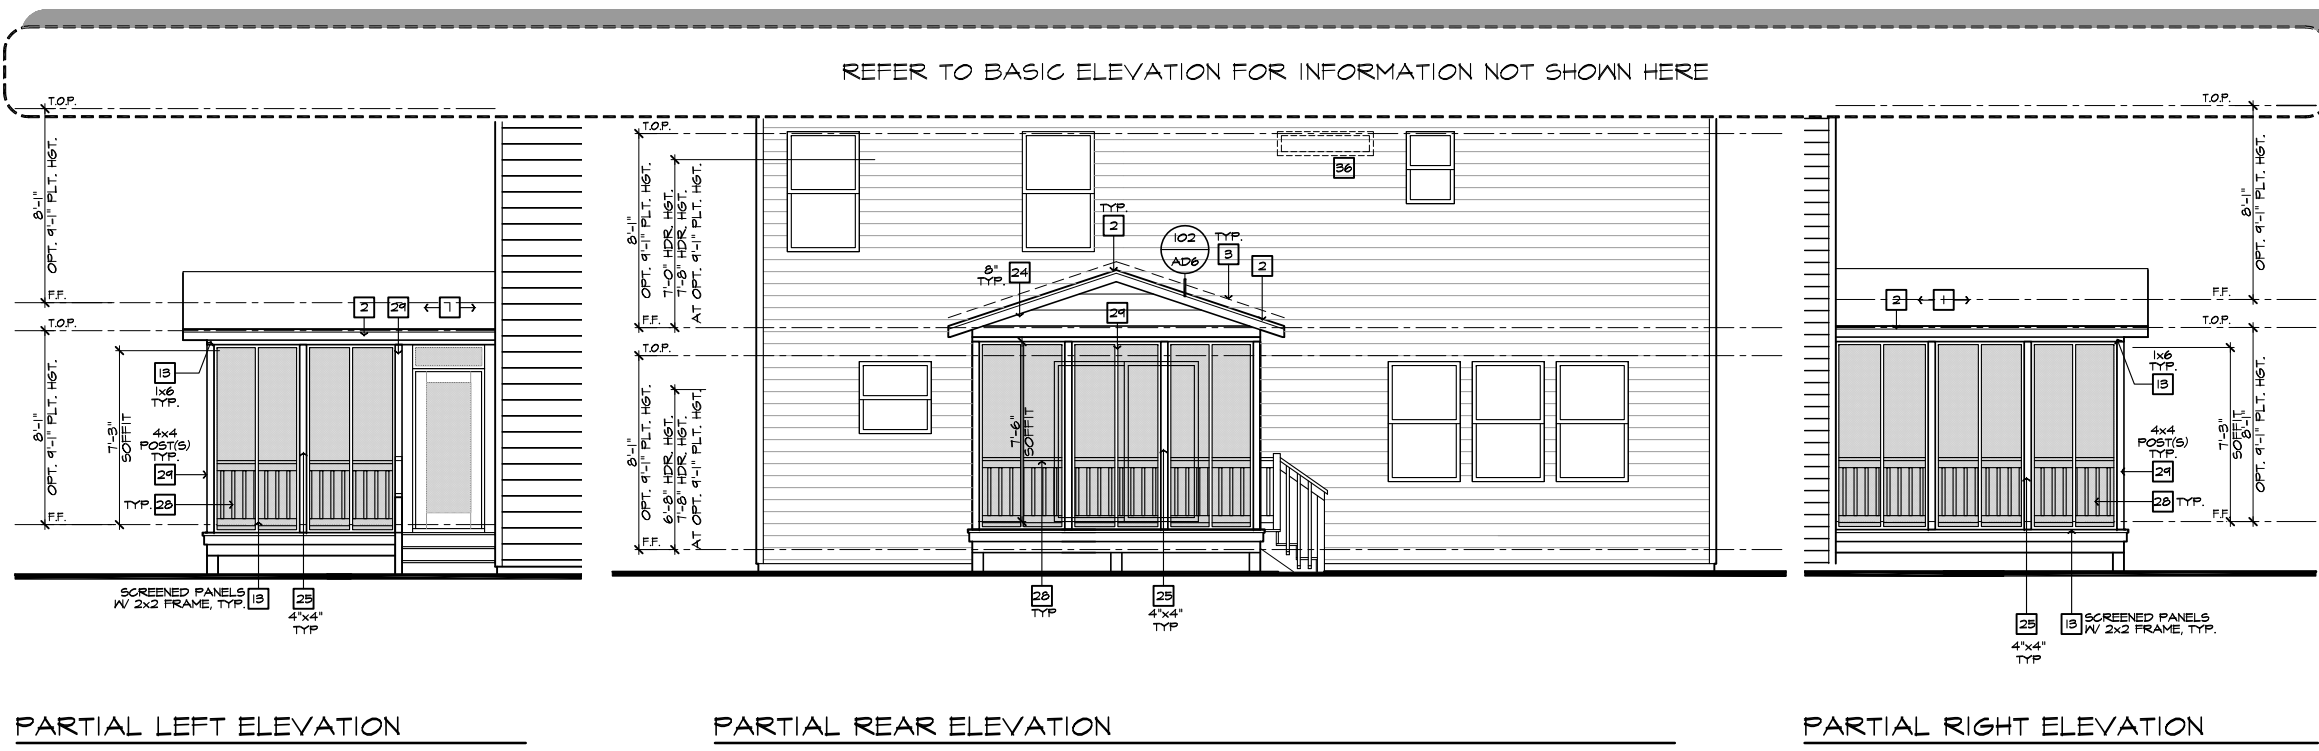 REFER TO BASIC ELEVATION FOR INFORMATION NOT SHOWN HERE
T.O.P.
8'-1"
OPT. 9'-1" PLT. HGT.
F.F.
T.O.P.
8'-1"
OPT. 9'-1" PLT. HGT.
7'-3"
SOFFIT
F.F.
2
29
1
13
1x6
TYP.
4x4
POST(S)
TYP.
29
TYP. 28
SCREENED PANELS
W/ 2x2 FRAME, TYP.
13
25
4"x4"
TYP
PARTIAL LEFT ELEVATION
T.O.P.
8'-1"
OPT. 9'-1" PLT. HGT.
7'-0" HDR. HGT.
7'-8" HDR. HGT.
AT OPT. 9'-1" PLT. HGT.
F.F.
T.O.P.
8'-1"
OPT. 9'-1" PLT. HGT.
6'-8" HDR. HGT.
7'-8" HDR. HGT.
AT OPT. 9'-1" PLT. HGT.
F.F.
36
TYP.
2
102
AD6
TYP.
3
2
8"
TYP.
24
29
7'-6"
SOFFIT
28
TYP
25
4"x4"
TYP
PARTIAL REAR ELEVATION
T.O.P.
8'-1"
OPT. 9'-1" PLT. HGT.
F.F.
T.O.P.
2
1
1x6
TYP.
13
4x4
POST(S)
TYP.
29
28 TYP.
7'-3"
SOFFIT
8'-1"
OPT. 9'-1" PLT. HGT.
F.F.
25
4"x4"
TYP
13
SCREENED PANELS
W/ 2x2 FRAME, TYP.
PARTIAL RIGHT ELEVATION